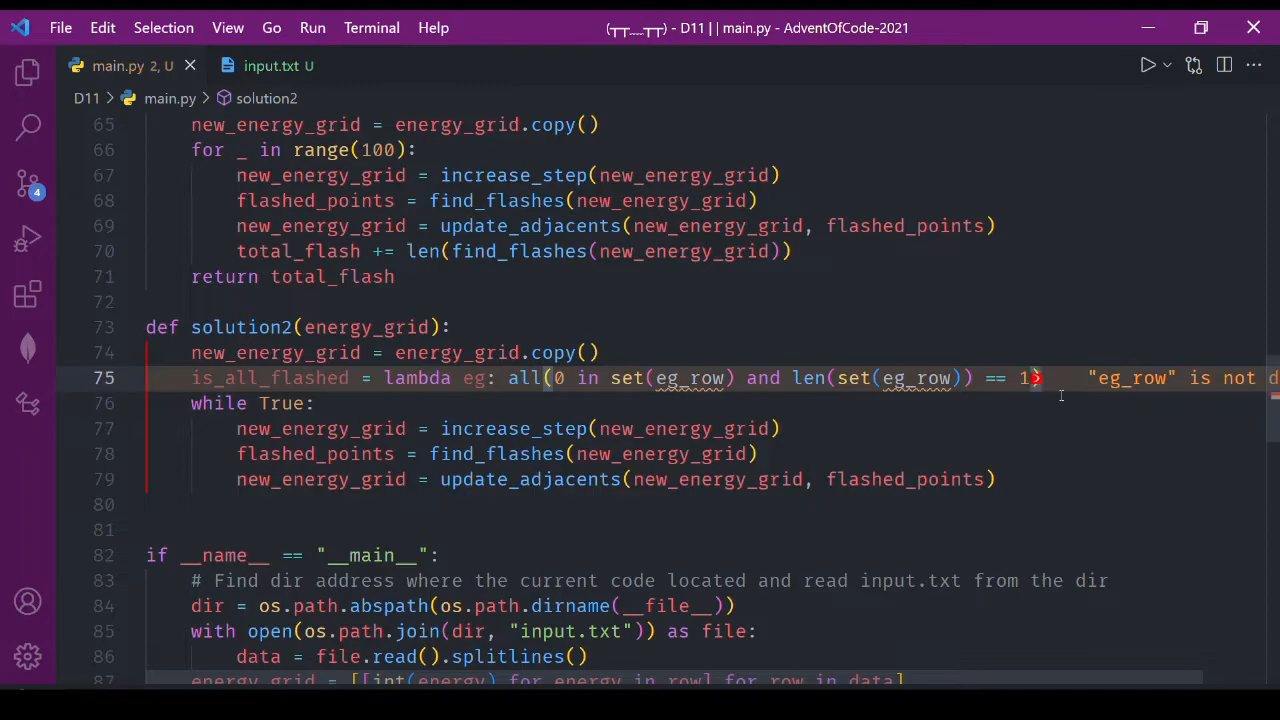 File Edit Selection View Go Run Terminal Help (┬┬﹏┬┬) - D11 | | main.py - AdventOfCode-2021
main.py 2, U input.txt U
D11 > main.py > solution2
65 new_energy_grid = energy_grid.copy()
66 for _ in range(100):
67 new_energy_grid = increase_step(new_energy_grid)
68 flashed_points = find_flashes(new_energy_grid)
69 new_energy_grid = update_adjacents(new_energy_grid, flashed_points)
70 total_flash += len(find_flashes(new_energy_grid))
71 return total_flash
72
73 def solution2(energy_grid):
74 new_energy_grid = energy_grid.copy()
75 is_all_flashed = lambda eg: all(0 in set(eg_row) and len(set(eg_row)) == 1) "eg_row" is not d
76 while True:
77 new_energy_grid = increase_step(new_energy_grid)
78 flashed_points = find_flashes(new_energy_grid)
79 new_energy_grid = update_adjacents(new_energy_grid, flashed_points)
80
81
82 if __name__ == "__main__":
83 # Find dir address where the current code located and read input.txt from the dir
84 dir = os.path.abspath(os.path.dirname(__file__))
85 with open(os.path.join(dir, "input.txt")) as file:
86 data = file.read().splitlines()
87 energy_grid = [[int(energy) for energy in row] for row in data]
4